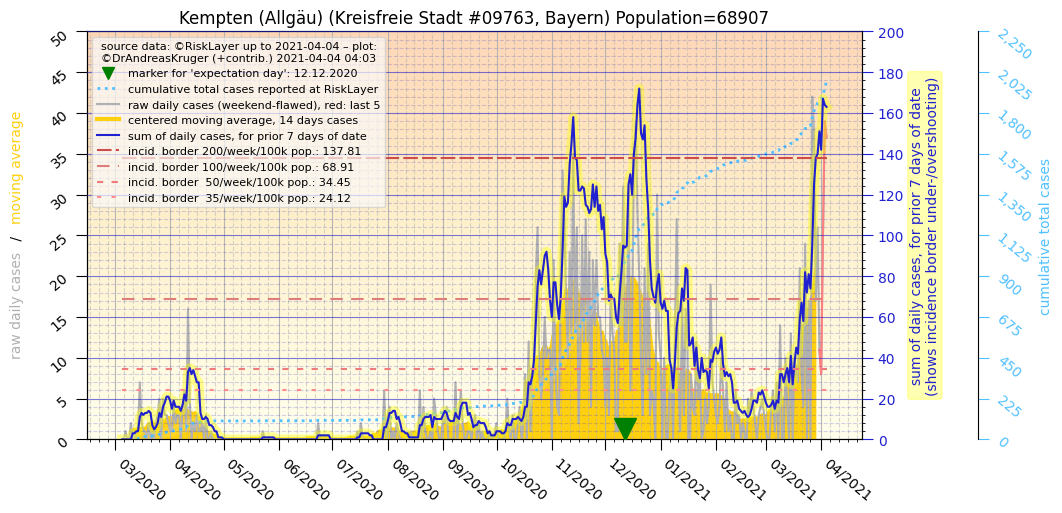 Kempten (Allgäu) (Kreisfreie Stadt #09763, Bayern) Population=68907
source data: ©RiskLayer up to 2021-04-04 – plot:
©DrAndreasKruger (+contrib.) 2021-04-04 04:03
marker for 'expectation day': 12.12.2020
cumulative total cases reported at RiskLayer
raw daily cases (weekend-flawed), red: last 5
centered moving average, 14 days cases
sum of daily cases, for prior 7 days of date
incid. border 200/week/100k pop.: 137.81
incid. border 100/week/100k pop.: 68.91
incid. border  50/week/100k pop.: 34.45
incid. border  35/week/100k pop.: 24.12
raw daily cases / moving average
50
45
40
35
30
25
20
15
10
5
0
03/2020
04/2020
05/2020
06/2020
07/2020
08/2020
09/2020
10/2020
11/2020
12/2020
01/2021
02/2021
03/2021
04/2021
200
180
160
140
120
100
80
60
40
20
0
sum of daily cases, for prior 7 days of date
(shows incidence border under-/overshooting)
2,250
2,025
1,800
1,575
1,350
1,125
900
675
450
225
0
cumulative total cases